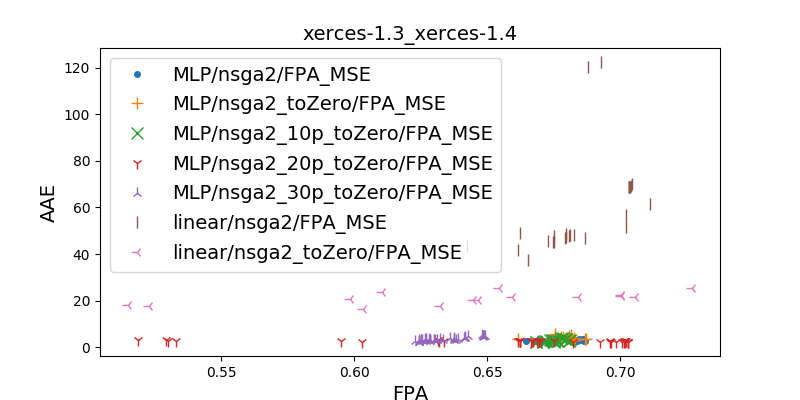 xerces-1.3_xerces-1.4
AAE
120
100
80
60
40
20
0
MLP/nsga2/FPA_MSE
MLP/nsga2_toZero/FPA_MSE
MLP/nsga2_10p_toZero/FPA_MSE
MLP/nsga2_20p_toZero/FPA_MSE
MLP/nsga2_30p_toZero/FPA_MSE
linear/nsga2/FPA_MSE
linear/nsga2_toZero/FPA_MSE
0.55 0.60 0.65 0.70
FPA